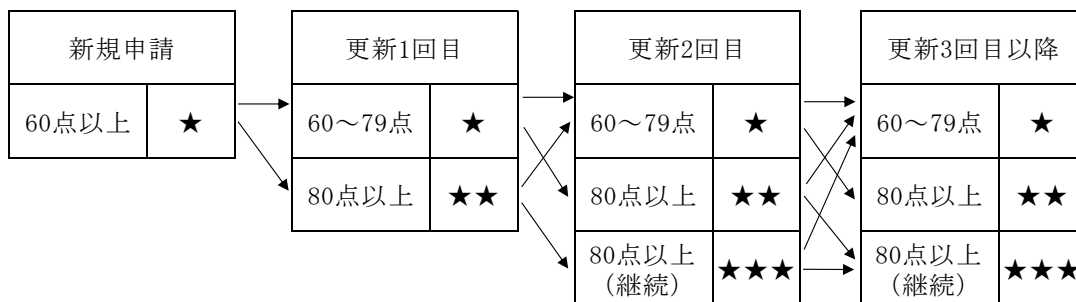 新規申請
60点以上 ★
更新1回目
60～79点 ★
80点以上 ★★
更新2回目
60～79点 ★
80点以上 ★★
80点以上
（継続） ★★★
更新3回目以降
60～79点 ★
80点以上 ★★
80点以上
（継続） ★★★